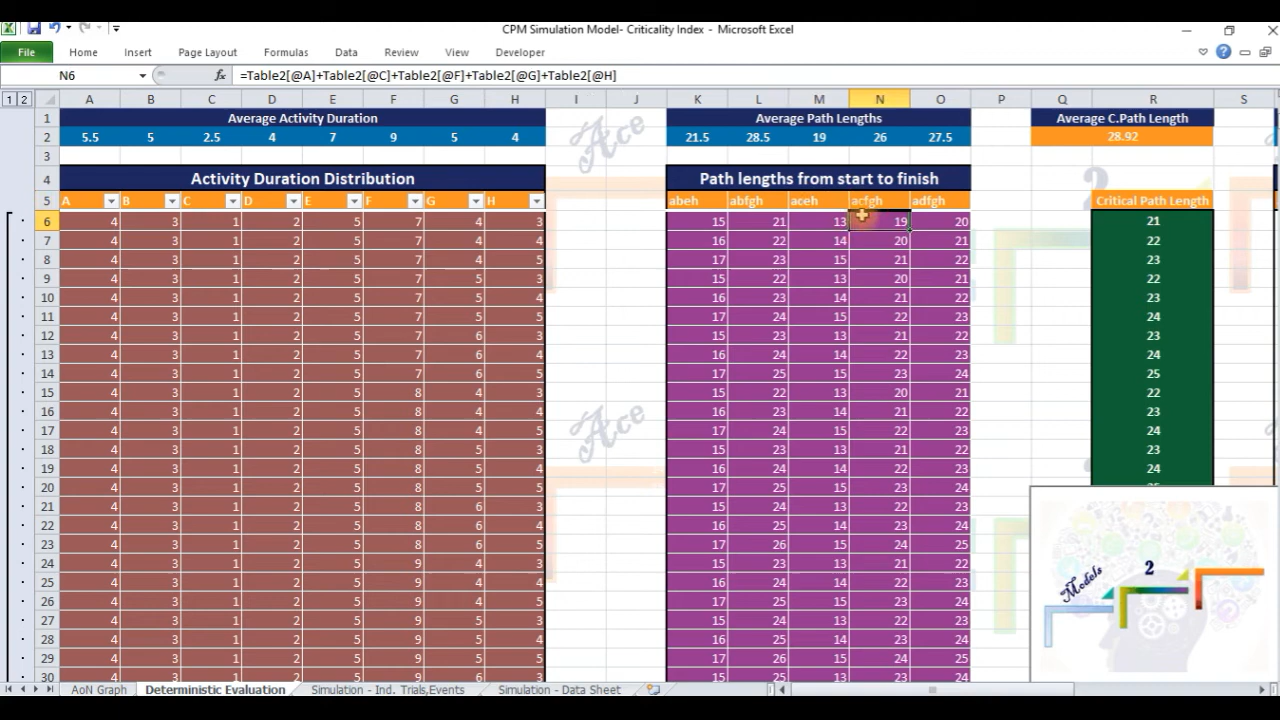 CPM Simulation Model- Criticality Index - Microsoft Excel
File Home Insert Page Layout Formulas Data Review View Developer
N6 fx =Table2[@A]+Table2[@C]+Table2[@F]+Table2[@G]+Table2[@H]
1 2 A B C D E F G H I J K L M N O P Q R S
1 Average Activity Duration Average Path Lengths Average C.Path Length
2 5.5 5 2.5 4 7 9 5 4 21.5 28.5 19 26 27.5 28.92
3
4 Activity Duration Distribution Path lengths from start to finish
5 A B C D E F G H abeh abfgh aceh acfgh adfgh Critical Path Length
6 4 3 1 2 5 7 4 3 15 21 13 19 20 21
7 4 3 1 2 5 7 4 4 16 22 14 20 21 22
8 4 3 1 2 5 7 4 5 17 23 15 21 22 23
9 4 3 1 2 5 7 5 3 15 22 13 20 21 22
10 4 3 1 2 5 7 5 4 16 23 14 21 22 23
11 4 3 1 2 5 7 5 5 17 24 15 22 23 24
12 4 3 1 2 5 7 6 3 15 23 13 21 22 23
13 4 3 1 2 5 7 6 4 16 24 14 22 23 24
14 4 3 1 2 5 7 6 5 17 25 15 23 24 25
15 4 3 1 2 5 8 4 3 15 22 13 20 21 22
16 4 3 1 2 5 8 4 4 16 23 14 21 22 23
17 4 3 1 2 5 8 4 5 17 24 15 22 23 24
18 4 3 1 2 5 8 5 3 15 23 13 21 22 23
19 4 3 1 2 5 8 5 4 16 24 14 22 23 24
20 4 3 1 2 5 8 5 5 17 25 15 23 24
21 4 3 1 2 5 8 6 3 15 24 13 22 23
22 4 3 1 2 5 8 6 4 16 25 14 23 24
23 4 3 1 2 5 8 6 5 17 26 15 24 25
24 4 3 1 2 5 9 4 3 15 23 13 21 22
25 4 3 1 2 5 9 4 4 16 24 14 22 23
26 4 3 1 2 5 9 4 5 17 25 15 23 24
27 4 3 1 2 5 9 5 3 15 24 13 22 23
28 4 3 1 2 5 9 5 4 16 25 14 23 24
29 4 3 1 2 5 9 5 5 17 26 15 24 25
30 4 3 1 2 5 9 6 3 15 25 13 23 24
Ace
2
Ace
Models 2
AoN Graph Deterministic Evaluation Simulation - Ind. Trials,Events Simulation - Data Sheet